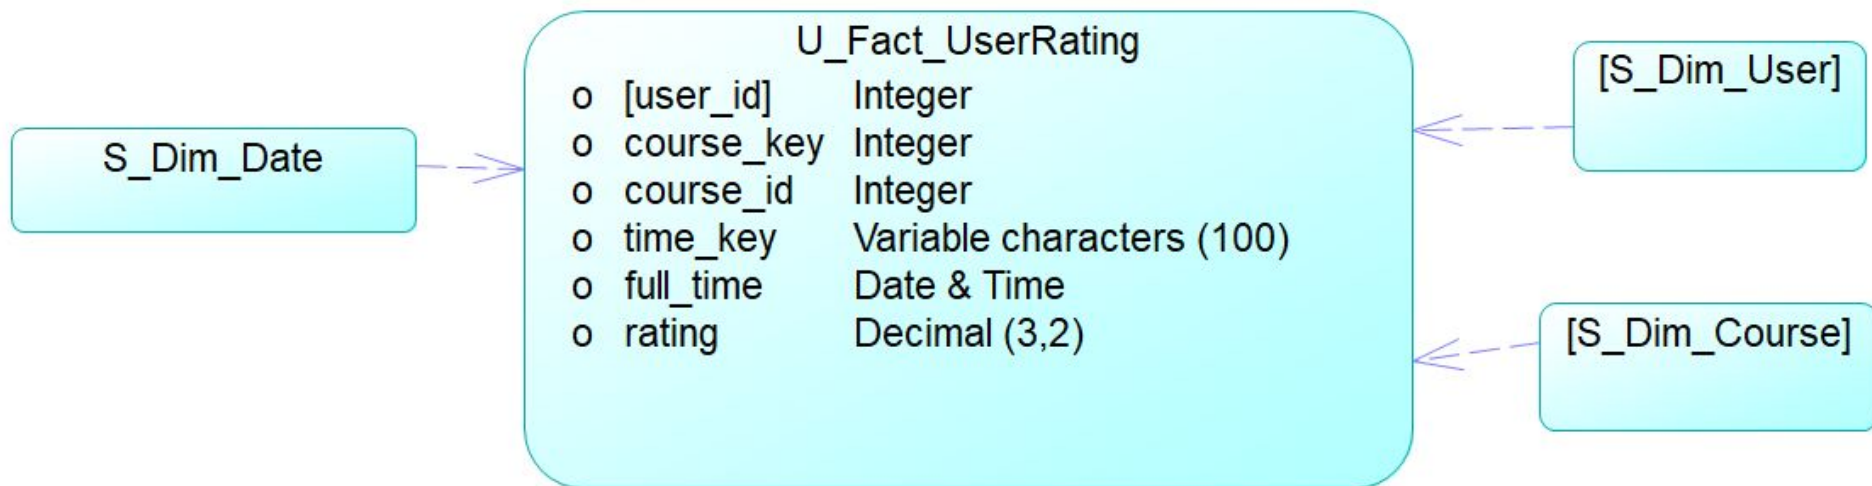 S_Dim_Date
U_Fact_UserRating
o [user_id] Integer
o course_key Integer
o course_id Integer
o time_key Variable characters (100)
o full_time Date & Time
o rating Decimal (3,2)
[S_Dim_User]
[S_Dim_Course]